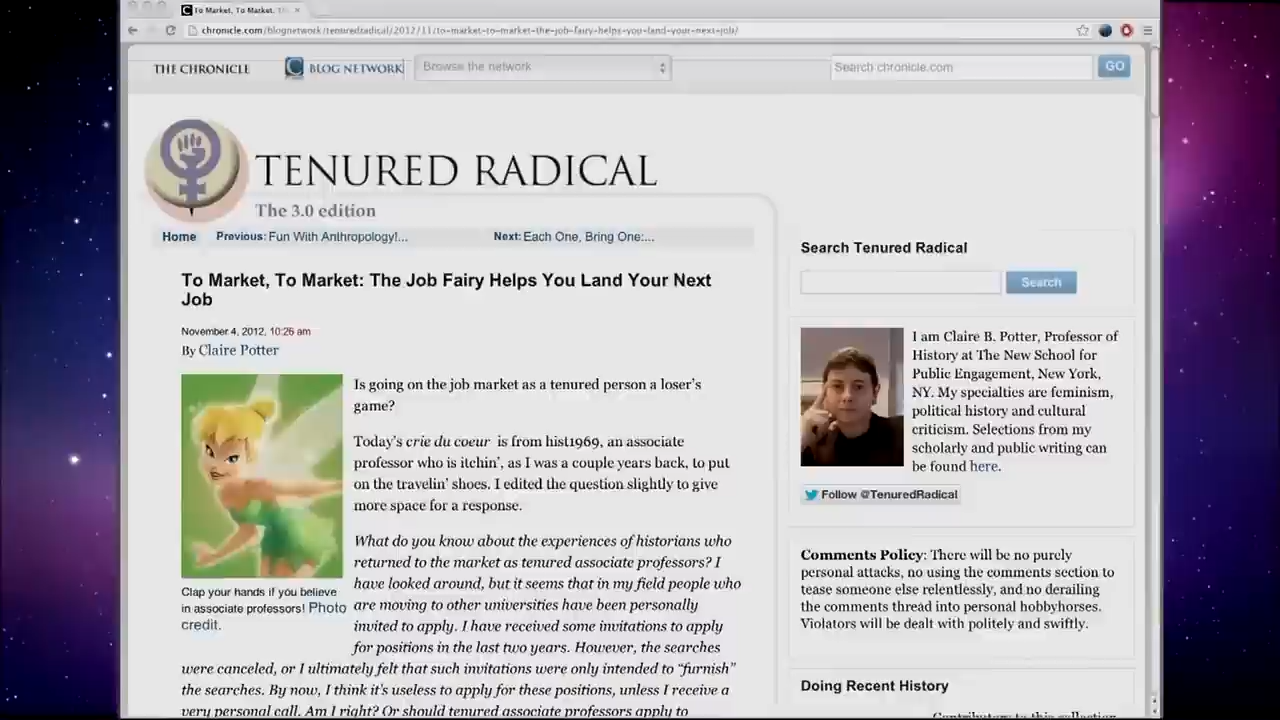 To Market, To Market: Th
chronicle.com/blognetwork/tenuredradical/2012/11/to-market-to-market-the-job-fairy-helps-you-land-your-next-job/
THE CHRONICLE
BLOG NETWORK
Browse the network
Search chronicle.com
GO
TENURED RADICAL
The 3.0 edition
Home
Previous: Fun With Anthropology!...
Next: Each One, Bring One:...
To Market, To Market: The Job Fairy Helps You Land Your Next
Job
November 4, 2012, 10:26 am
By Claire Potter
Is going on the job market as a tenured person a loser's
game?
Today's crie du coeur is from hist1969, an associate
professor who is itchin', as I was a couple years back, to put
on the travelin' shoes. I edited the question slightly to give
more space for a response.
What do you know about the experiences of historians who
returned to the market as tenured associate professors? I
have looked around, but it seems that in my field people who
are moving to other universities have been personally
invited to apply. I have received some invitations to apply
for positions in the last two years. However, the searches
were canceled, or I ultimately felt that such invitations were only intended to "furnish"
the searches. By now, I think it's useless to apply for these positions, unless I receive a
very personal call. Am I right? Or should tenured associate professors apply to
Clap your hands if you believe
in associate professors! Photo
credit.
Search Tenured Radical
Search
I am Claire B. Potter, Professor of
History at The New School for
Public Engagement, New York,
NY. My specialties are feminism,
political history and cultural
criticism. Selections from my
scholarly and public writing can
be found here.
Follow @TenuredRadical
Comments Policy: There will be no purely
personal attacks, no using the comments section to
tease someone else relentlessly, and no derailing
the comments thread into personal hobbyhorses.
Violators will be dealt with politely and swiftly.
Doing Recent History
Contributors to this collection